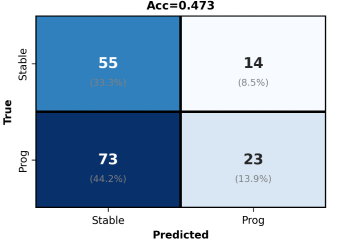 Acc=0.473
Stable
55
14
(33.3%)
(8.5%)
True
Prog
73
23
(44.2%)
(13.9%)
Stable
Prog
Predicted